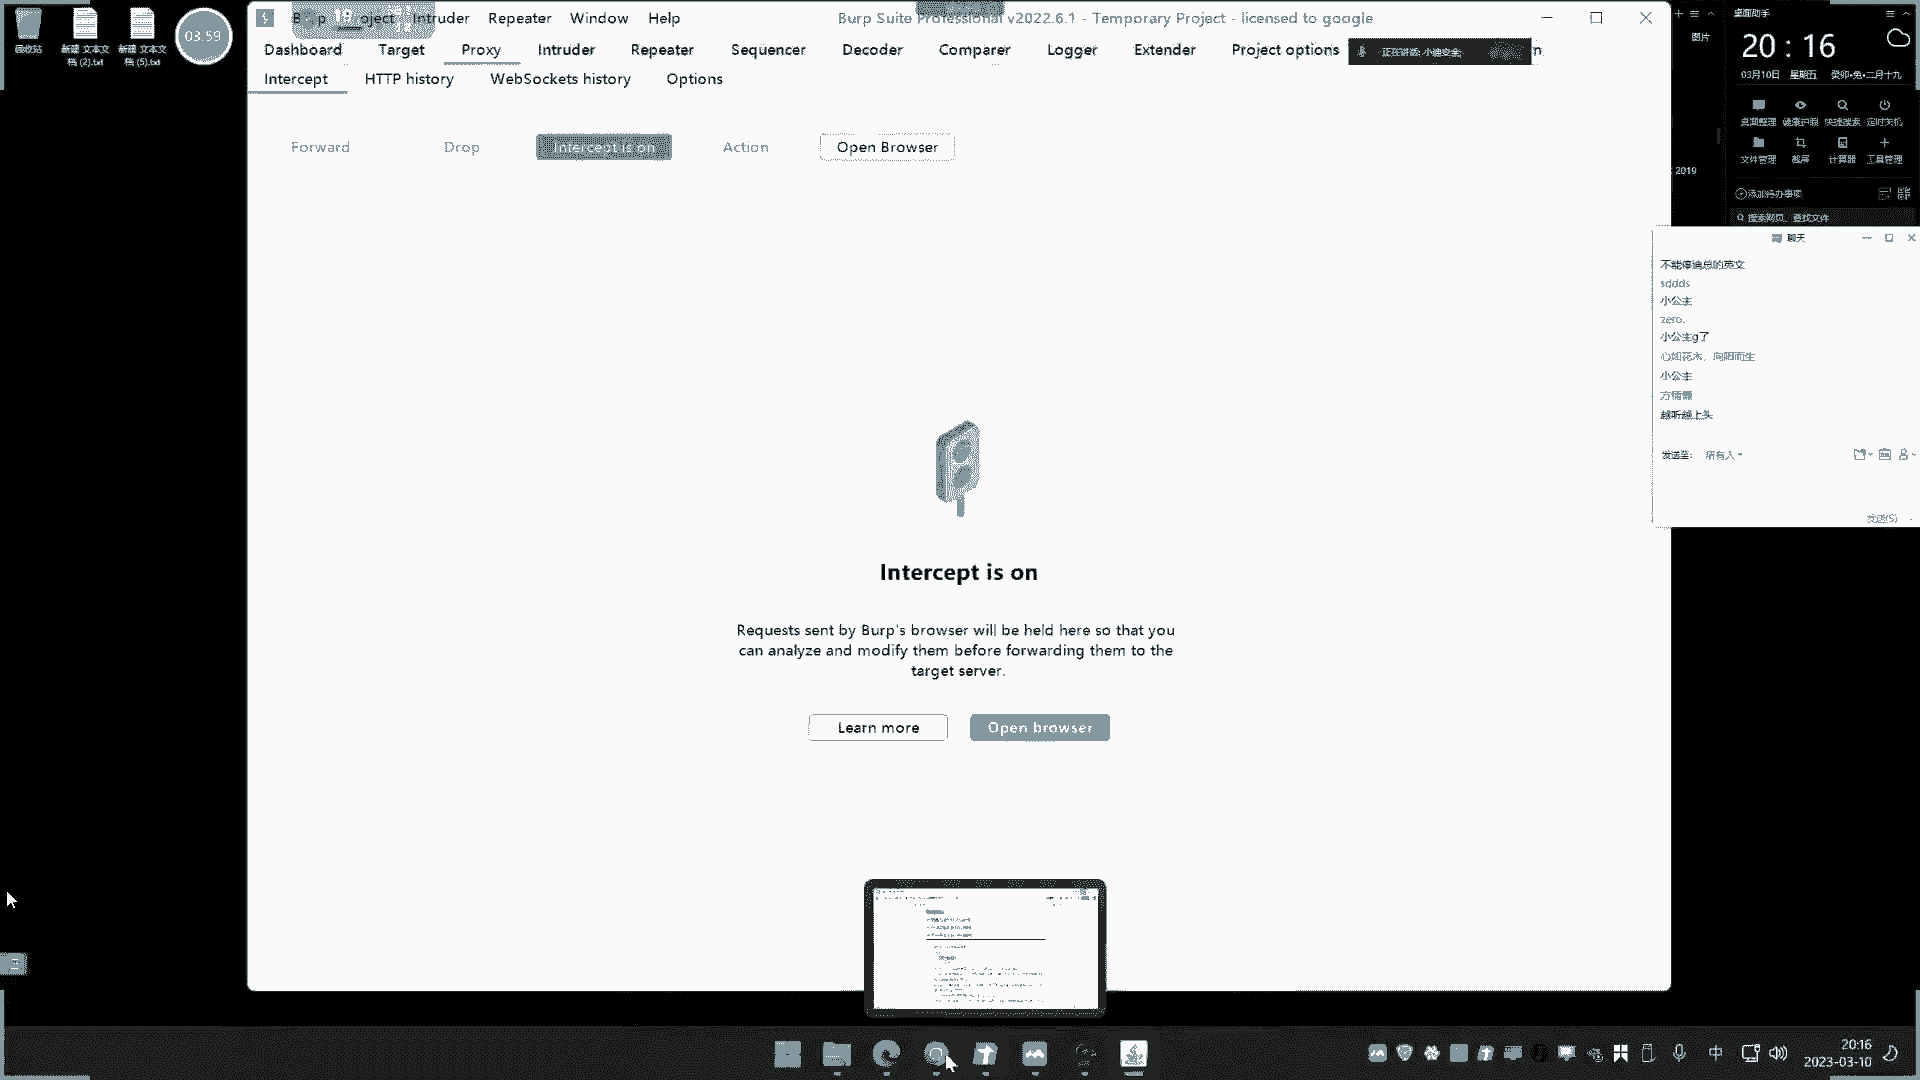 回收站
新建 文本文
档 (2).txt
新建 文本文
档 (5).txt
03:59
Intruder Repeater Window Help
Burp Suite Professional v2022.6.1 - Temporary Project - licensed to google
Dashboard Target Proxy Intruder Repeater Sequencer Decoder Comparer Logger Extender Project options
正在讲话: 小迪安全
Intercept HTTP history WebSockets history Options
Forward Drop Intercept is on Action Open Browser
Intercept is on
Requests sent by Burp's browser will be held here so that you
can analyze and modify them before forwarding them to the
target server.
Learn more Open browser
图片
2019
桌面助手
20:16
03月10日 星期五 癸卯•兔•二月十九
桌面整理 健康护眼 快速搜索 定时关机
文件管理 截屏 计算器 工具管理
添加待办事项
搜索网页、查找文件
聊天
不能停迪总的英文
sddds
小公主
zero.
小公主g了
心如花木，向阳而生
小公主
越听越上头
发送至: 所有人
发送(S)
中
20:16
2023-03-10